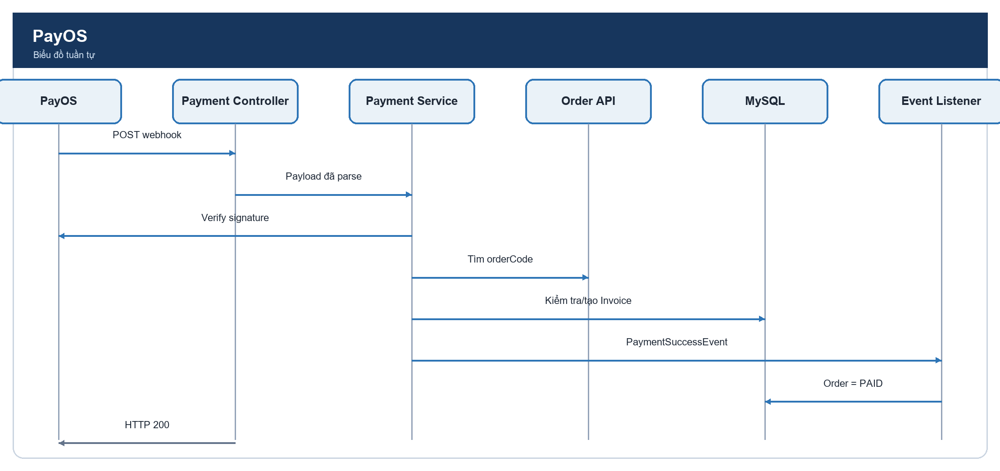 PayOS
Biểu đồ tuần tự
PayOS
Payment Controller
Payment Service
Order API
MySQL
Event Listener
POST webhook
Payload đã parse
Verify signature
Tìm orderCode
Kiểm tra/tạo Invoice
PaymentSuccessEvent
Order = PAID
HTTP 200